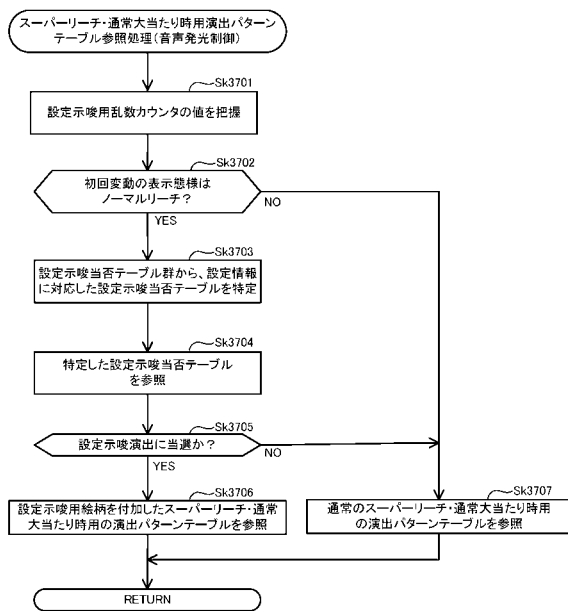 スーパーリーチ・通常大当たり時用演出パターン
テーブル参照処理(音声発光制御)
Sk3701
設定示唆用乱数カウンタの値を把握
Sk3702
初回変動の表示態様は
ノーマルリーチ?
NO
YES
Sk3703
設定示唆当否テーブル群から、設定情報
に対応した設定示唆当否テーブルを特定
Sk3704
特定した設定示唆当否テーブル
を参照
Sk3705
設定示唆演出に当選か?
NO
YES
Sk3706
設定示唆用絵柄を付加したスーパーリーチ・通常
大当たり時用の演出パターンテーブルを参照
Sk3707
通常のスーパーリーチ・通常大当たり時用
の演出パターンテーブルを参照
RETURN